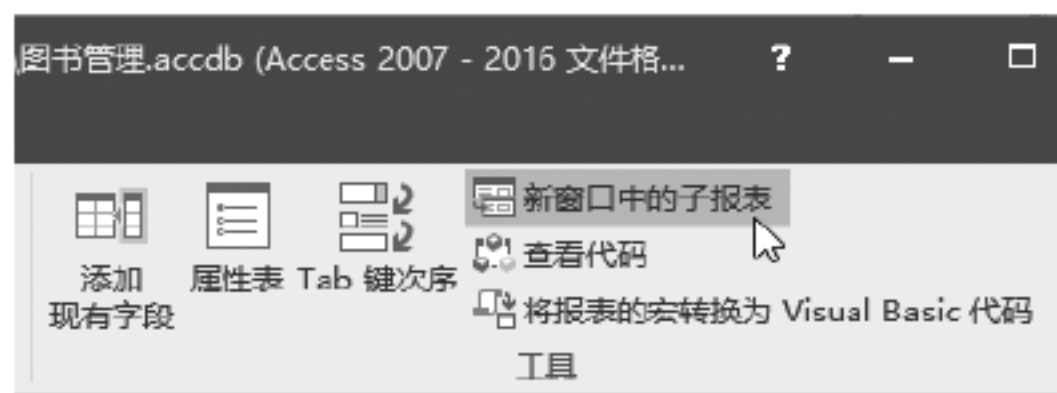 \图书管理.accdb (Access 2007 - 2016 文件格... ?
新窗口中的子报表
查看代码
将报表的宏转换为 Visual Basic 代码
添加
现有字段
属性表
Tab 键次序
工具